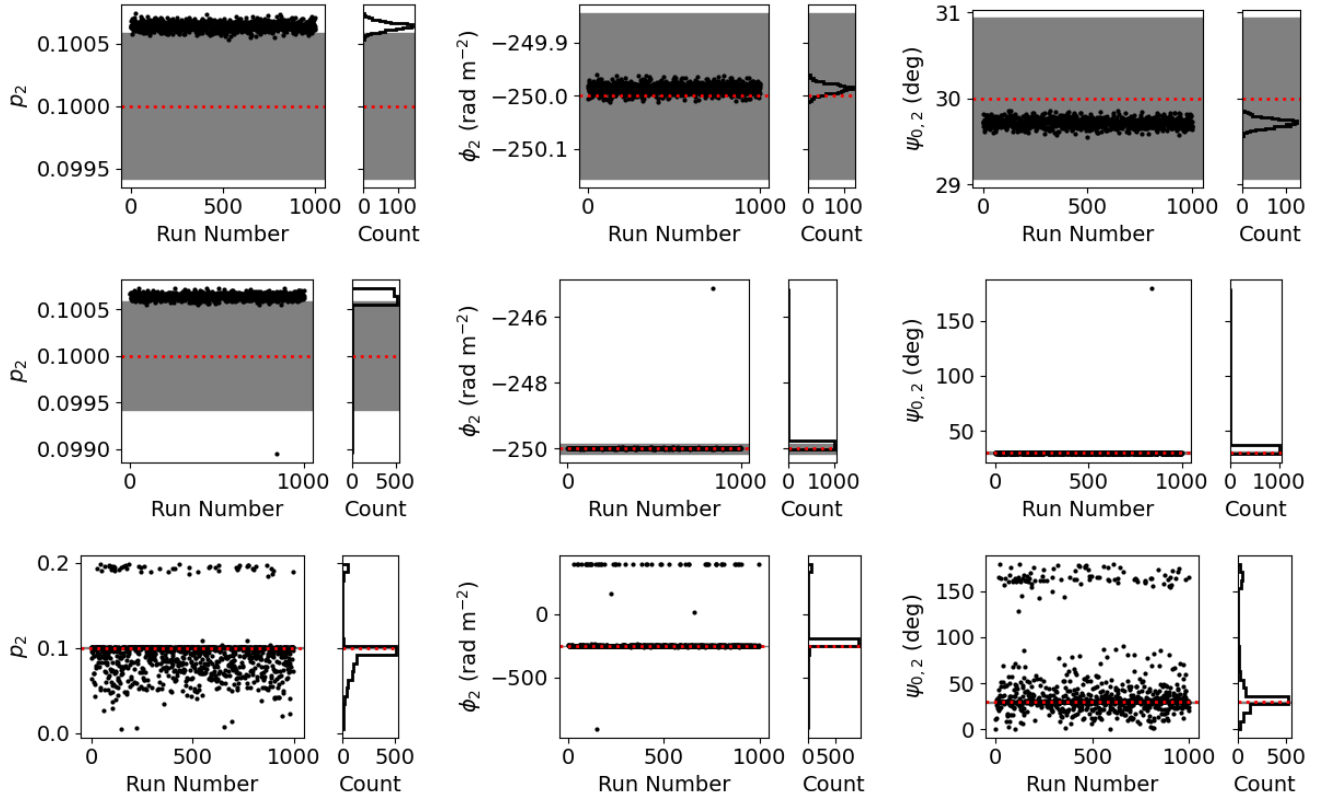 0.1005
0.1000
0.0995
p₂
0 500 1000
Run Number
0 100
Count
−249.9
−250.0
−250.1
ϕ₂ (rad m⁻²)
0 1000
Run Number
0 100
Count
31
30
29
ψ₀,₂ (deg)
0 500 1000
Run Number
0 100
Count
0.1005
0.1000
0.0995
0.0990
p₂
0 1000
Run Number
0 500
Count
−246
−248
−250
ϕ₂ (rad m⁻²)
0 1000
Run Number
0 1000
Count
150
100
50
ψ₀,₂ (deg)
0 1000
Run Number
0 1000
Count
0.2
0.1
0.0
p₂
0 1000
Run Number
0 500
Count
0
−500
ϕ₂ (rad m⁻²)
0 500 1000
Run Number
0 500
Count
150
100
50
0
ψ₀,₂ (deg)
0 500 1000
Run Number
0 500
Count